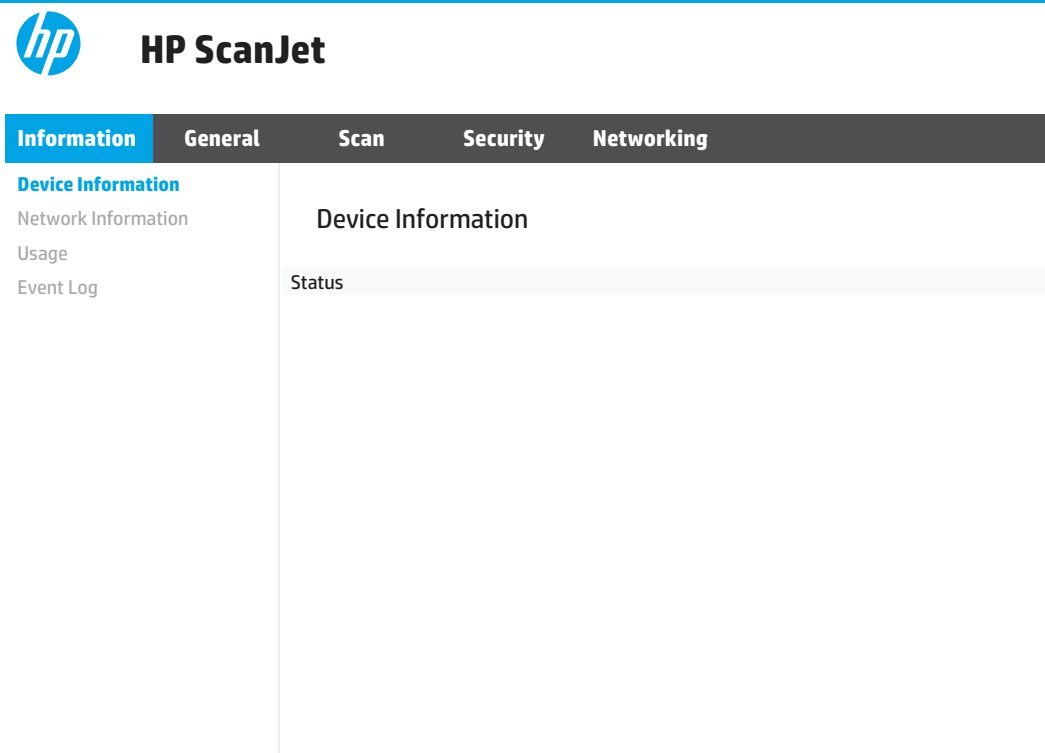 hp
HP ScanJet
Information General Scan Security Networking
Device Information
Network Information
Usage
Event Log
Device Information
Status